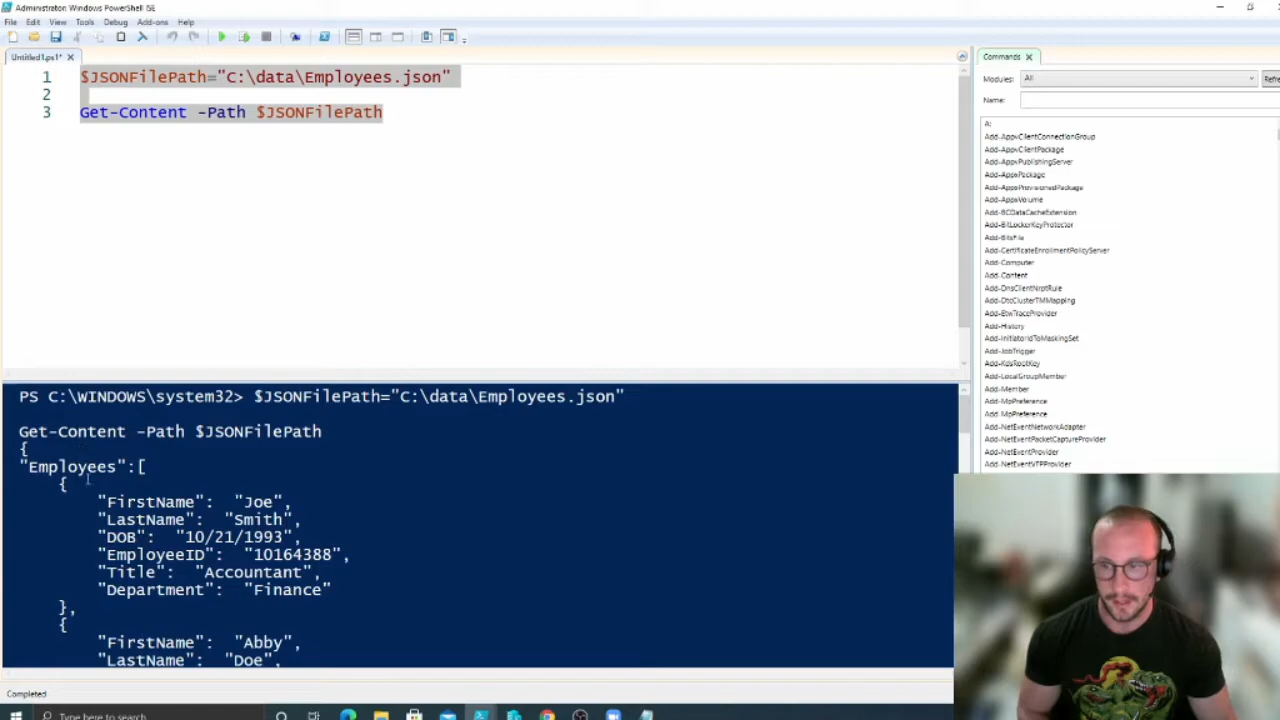 Administrator: Windows PowerShell ISE
File Edit View Tools Debug Add-ons Help
Untitled1.ps1*
1 $JSONFilePath="C:\data\Employees.json"
2
3 Get-Content -Path $JSONFilePath
PS C:\WINDOWS\system32> $JSONFilePath="C:\data\Employees.json"
Get-Content -Path $JSONFilePath
{
"Employees":[
{
"FirstName": "Joe",
"LastName": "Smith",
"DOB": "10/21/1993",
"EmployeeID": "10164388",
"Title": "Accountant",
"Department": "Finance"
},
{
"FirstName": "Abby",
"LastName": "Doe",
Completed
Type here to search
Commands
Modules: All
Name:
A:
Add-AppvClientConnectionGroup
Add-AppvClientPackage
Add-AppvPublishingServer
Add-AppxPackage
Add-AppxProvisionedPackage
Add-AppxVolume
Add-BCDataCacheExtension
Add-BitLockerKeyProtector
Add-BitsFile
Add-CertificateEnrollmentPolicyServer
Add-Computer
Add-Content
Add-DnsClientNrptRule
Add-DtcClusterTMMapping
Add-EtwTraceProvider
Add-History
Add-InitiatorIdToMaskingSet
Add-JobTrigger
Add-KdsRootKey
Add-LocalGroupMember
Add-Member
Add-MpPreference
Add-MpPreference
Add-NetEventNetworkAdapter
Add-NetEventPacketCaptureProvider
Add-NetEventProvider
Add-NetEventVFPProvider